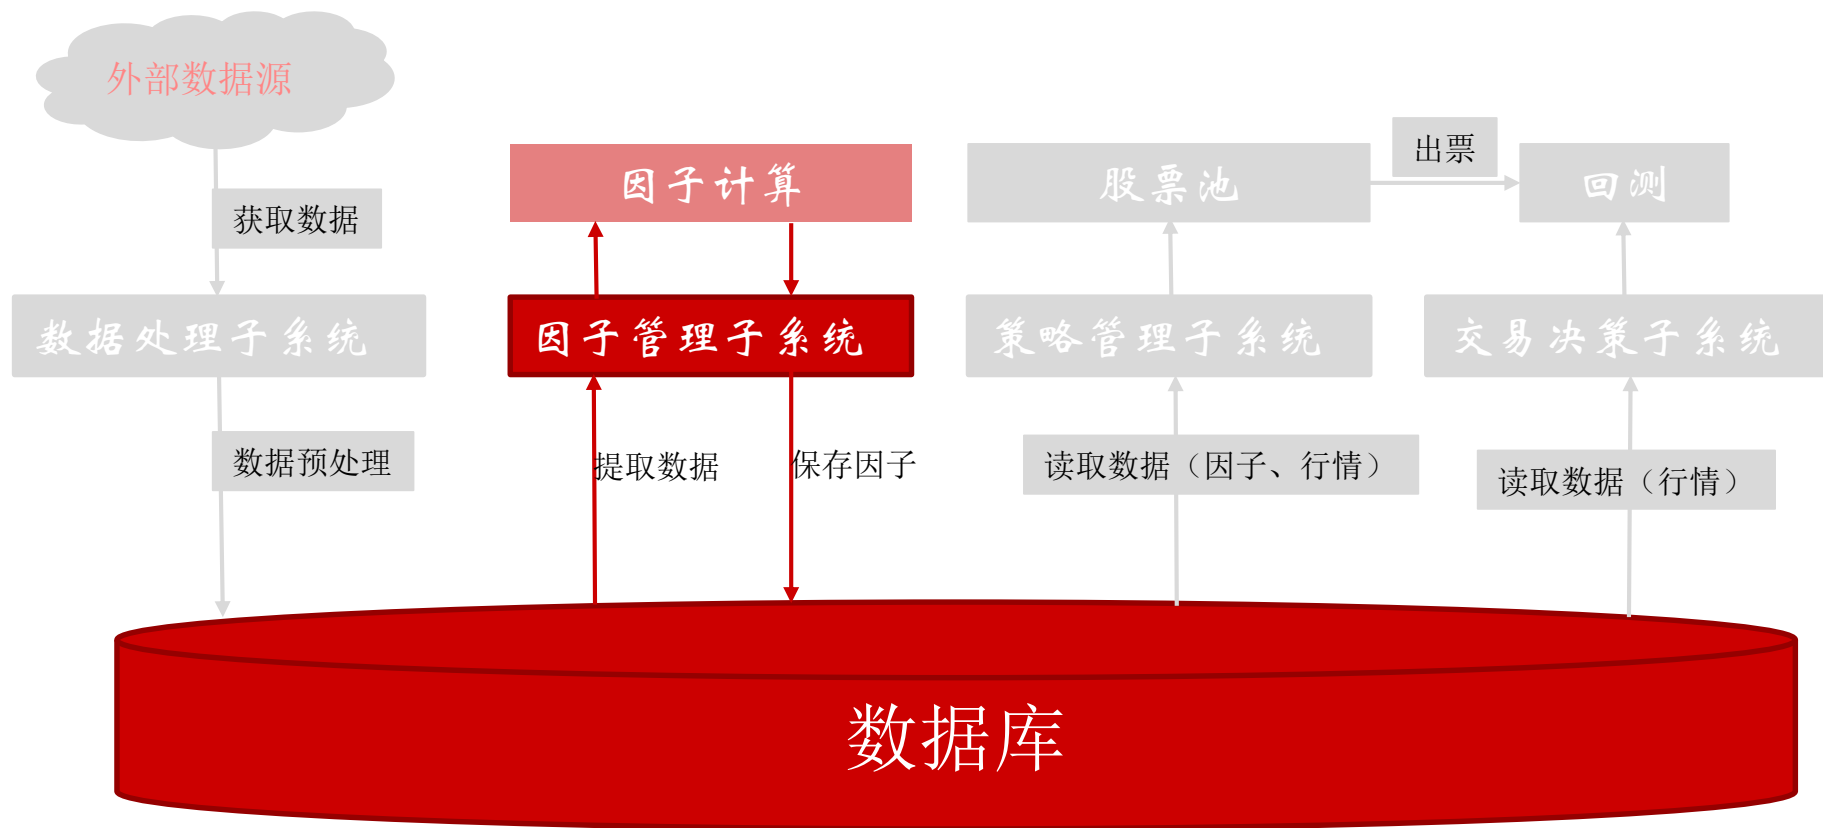 外部数据源
出票
因子计算
股票池
回测
获取数据
数据处理子系统
因子管理子系统
策略管理子系统
交易决策子系统
数据预处理
提取数据
保存因子
读取数据（因子、行情）
读取数据（行情）
数据库